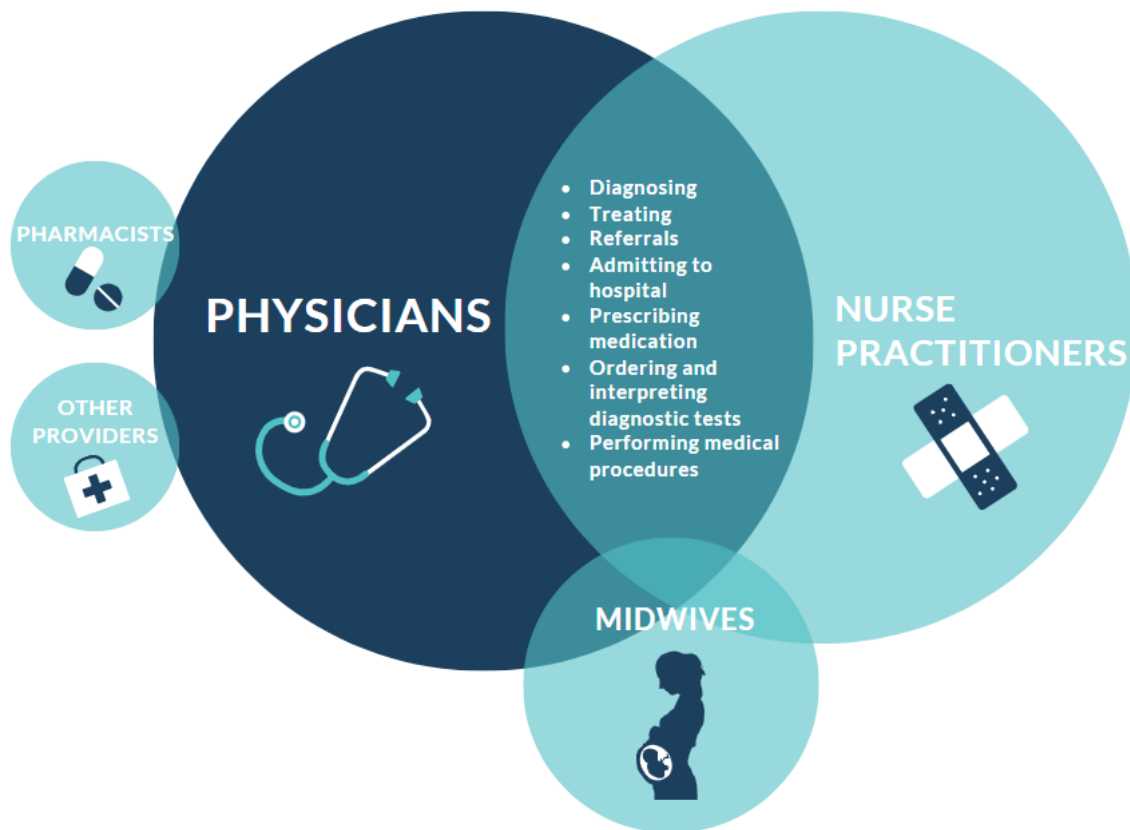 PHARMACISTS
OTHER
PROVIDERS
PHYSICIANS
• Diagnosing
• Treating
• Referrals
• Admitting to
hospital
• Prescribing
medication
• Ordering and
interpreting
diagnostic tests
• Performing medical
procedures
NURSE
PRACTITIONERS
MIDWIVES